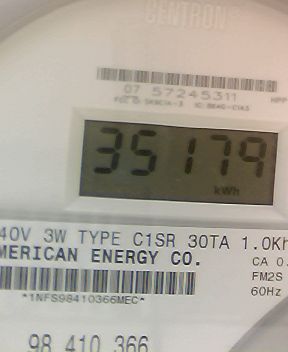 CENTRON
07 57245311
35179
kWh
40V 3W TYPE C1SR 30TA 1.0Kh
MERICAN ENERGY CO.
CA 0.
FM2S
60Hz
*1NFS98410366MEC*
98 410 366